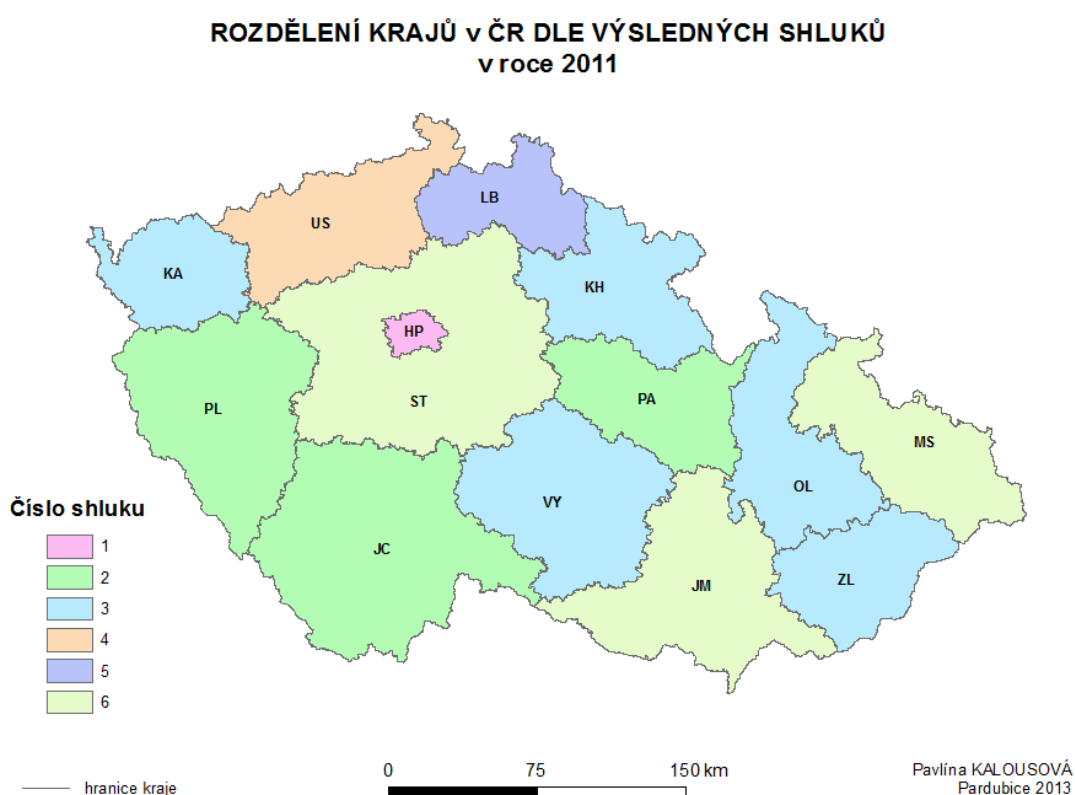 ROZDĚLENÍ KRAJŮ v ČR DLE VÝSLEDNÝCH SHLUKŮ
v roce 2011
LB
US
KA
KH
HP
PL
ST
PA
MS
OL
VY
JC
JM
ZL
Číslo shluku
1
2
3
4
5
6
0 75 150 km
hranice kraje
Pavlína KALOUSOVÁ
Pardubice 2013